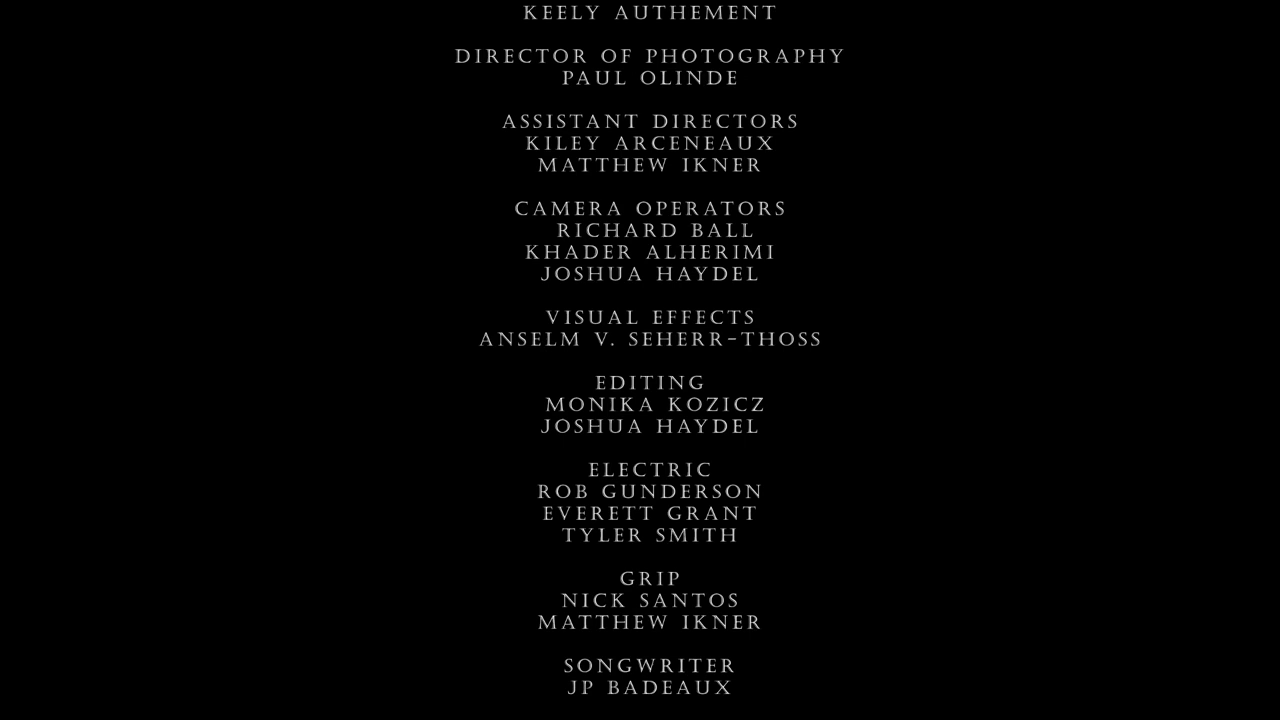 KEELY AUTHEMENT
DIRECTOR OF PHOTOGRAPHY
PAUL OLINDE
ASSISTANT DIRECTORS
KILEY ARCENEAUX
MATTHEW IKNER
CAMERA OPERATORS
RICHARD BALL
KHADER ALHERIMI
JOSHUA HAYDEL
VISUAL EFFECTS
ANSELM V. SEHERR-THOSS
EDITING
MONIKA KOZICZ
JOSHUA HAYDEL
ELECTRIC
ROB GUNDERSON
EVERETT GRANT
TYLER SMITH
GRIP
NICK SANTOS
MATTHEW IKNER
SONGWRITER
JP BADEAUX